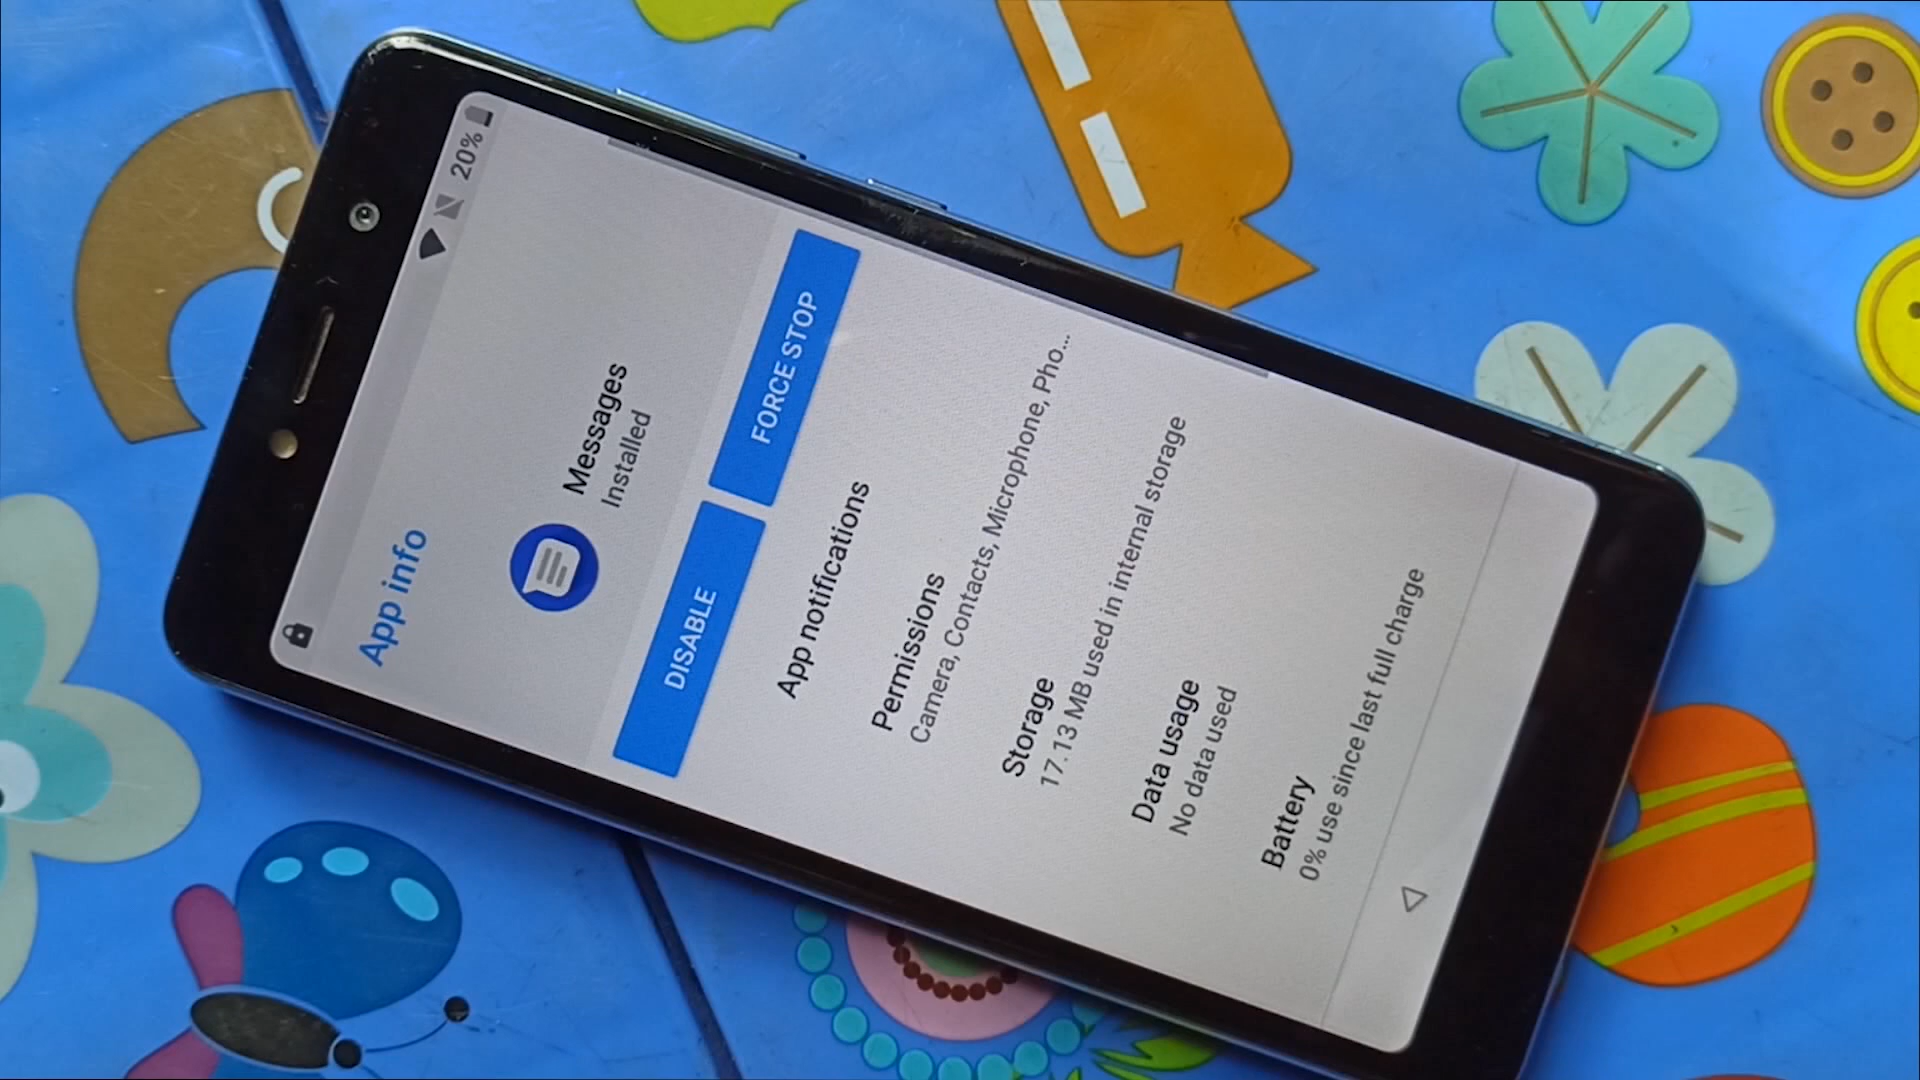 20%
App info
Messages
Installed
DISABLE
FORCE STOP
App notifications
Permissions
Camera, Contacts, Microphone, Pho...
Storage
17.13 MB used in internal storage
Data usage
No data used
Battery
0% use since last full charge